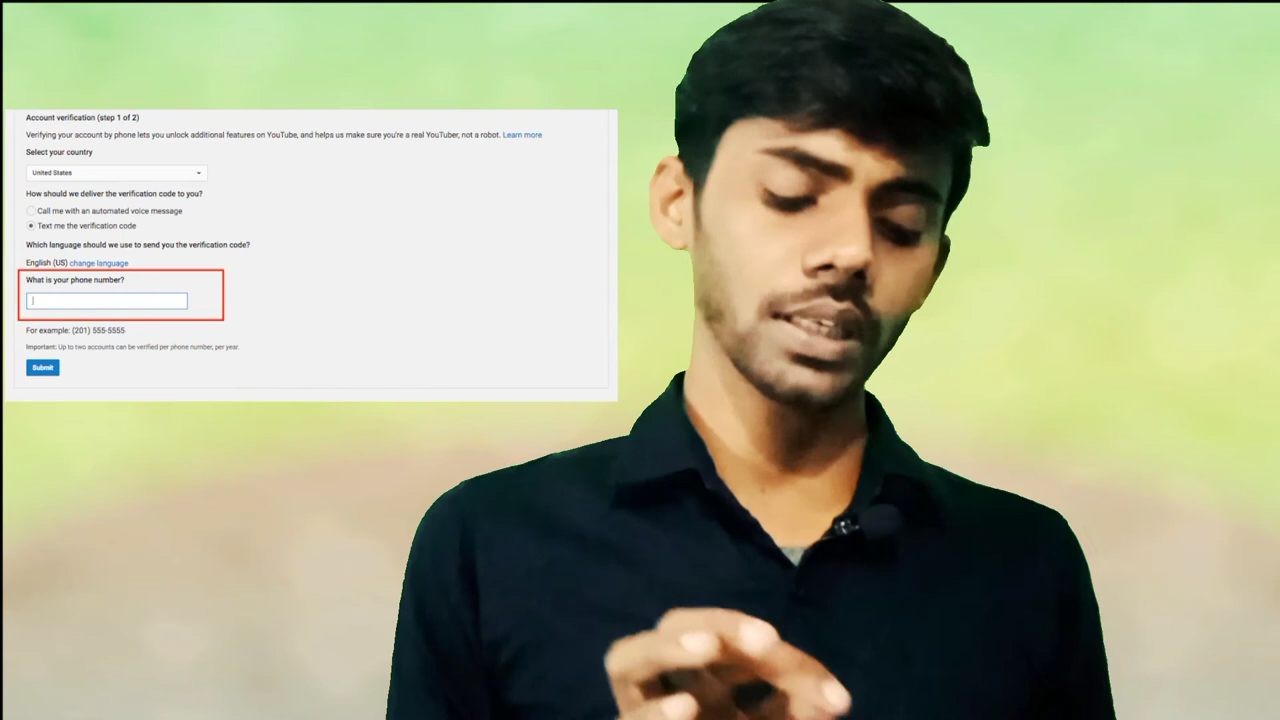 Account verification (step 1 of 2)
Verifying your account by phone lets you unlock additional features on YouTube, and helps us make sure you're a real YouTuber, not a robot. Learn more
Select your country
United States
How should we deliver the verification code to you?
Call me with an automated voice message
Text me the verification code
Which language should we use to send you the verification code?
English (US) change language
What is your phone number?
For example: (201) 555-5555
Important: Up to two accounts can be verified per phone number, per year.
Submit